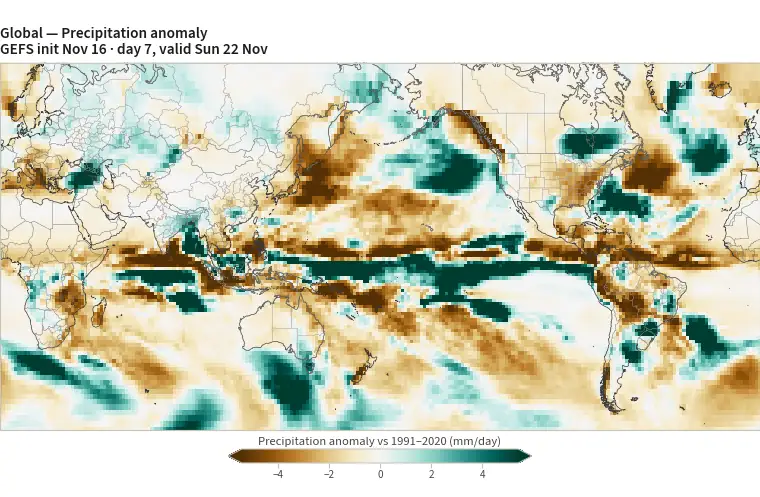 Global — Precipitation anomaly
GEFS init Nov 16 · day 7, valid Sun 22 Nov
Precipitation anomaly vs 1991–2020 (mm/day)
−4 −2 0 2 4